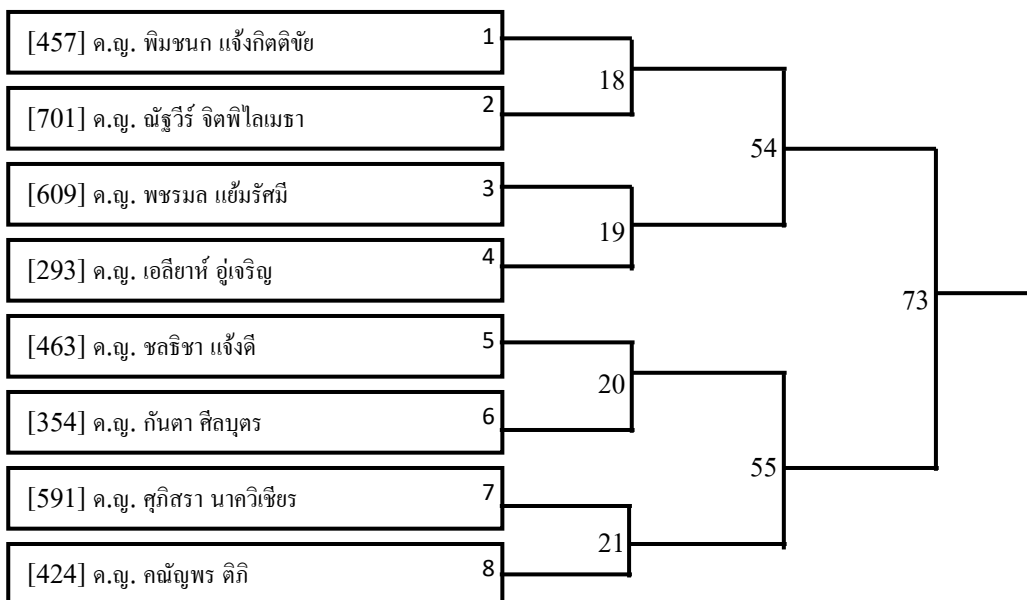 [457] ด.ญ. พิมชนก แจ้งกิตติขัย 1
18
[701] ด.ญ. ณัฐวีร์ จิตพิไลเมธา 2
54
[609] ด.ญ. พชรมล แย้มรัศมี 3
19
[293] ด.ญ. เอลียาห์ อู่เจริญ 4
73
[463] ด.ญ. ชลธิชา แจ้งดี 5
20
[354] ด.ญ. กันตา ศีลบุตร 6
55
[591] ด.ญ. ศุภิสรา นาควิเชียร 7
21
[424] ด.ญ. คณัญพร ติภิ 8